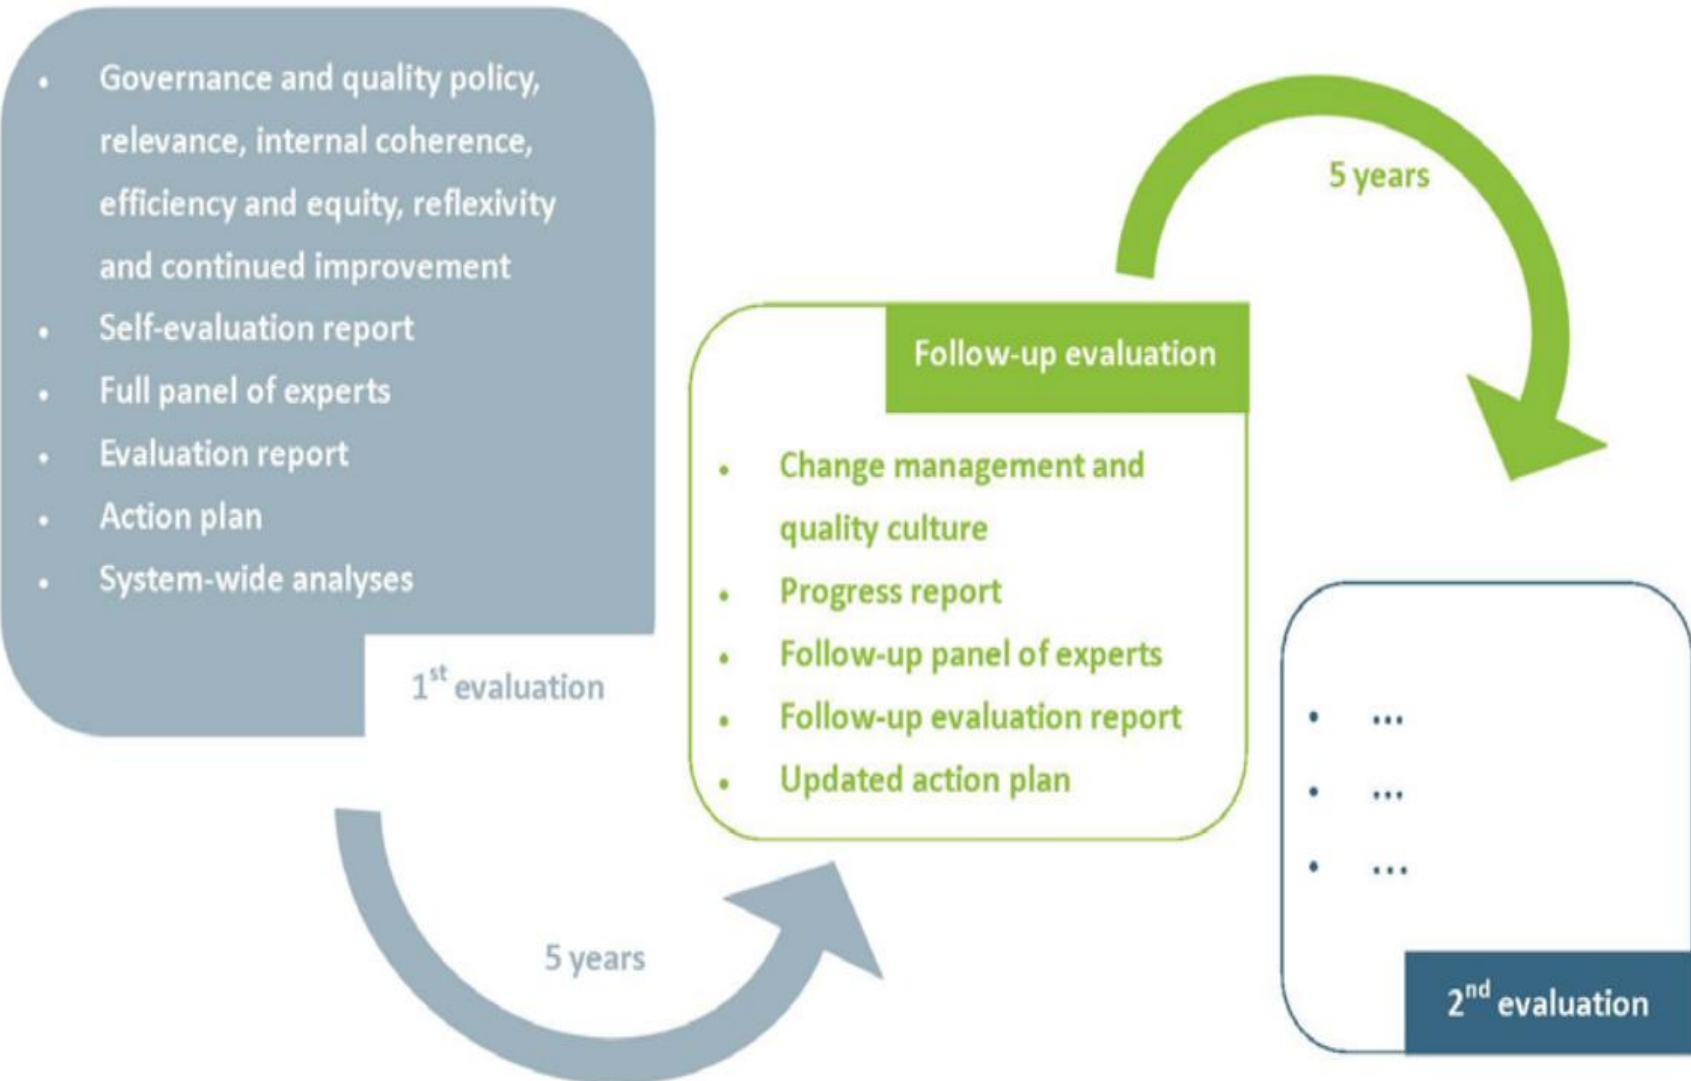 • Governance and quality policy,
relevance, internal coherence,
efficiency and equity, reflexivity
and continued improvement
• Self-evaluation report
• Full panel of experts
• Evaluation report
• Action plan
• System-wide analyses
1st evaluation
5 years
Follow-up evaluation
• Change management and
quality culture
• Progress report
• Follow-up panel of experts
• Follow-up evaluation report
• Updated action plan
5 years
• ...
• ...
• ...
2nd evaluation